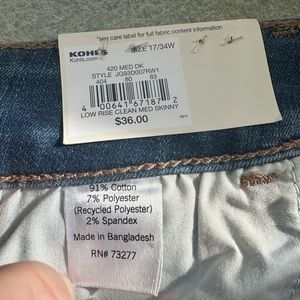 *see care label for full fabric content information
KOHL'S
Kohls.com
SIZE 17/34W
420 MED DK
STYLE JG93D007RW1
404 80 83
4 00641 67187 2
LOW RISE CLEAN MED SKINNY
$36.00
91% Cotton
7% Polyester
(Recycled Polyester)
2% Spandex
Made in Bangladesh
RN# 73277